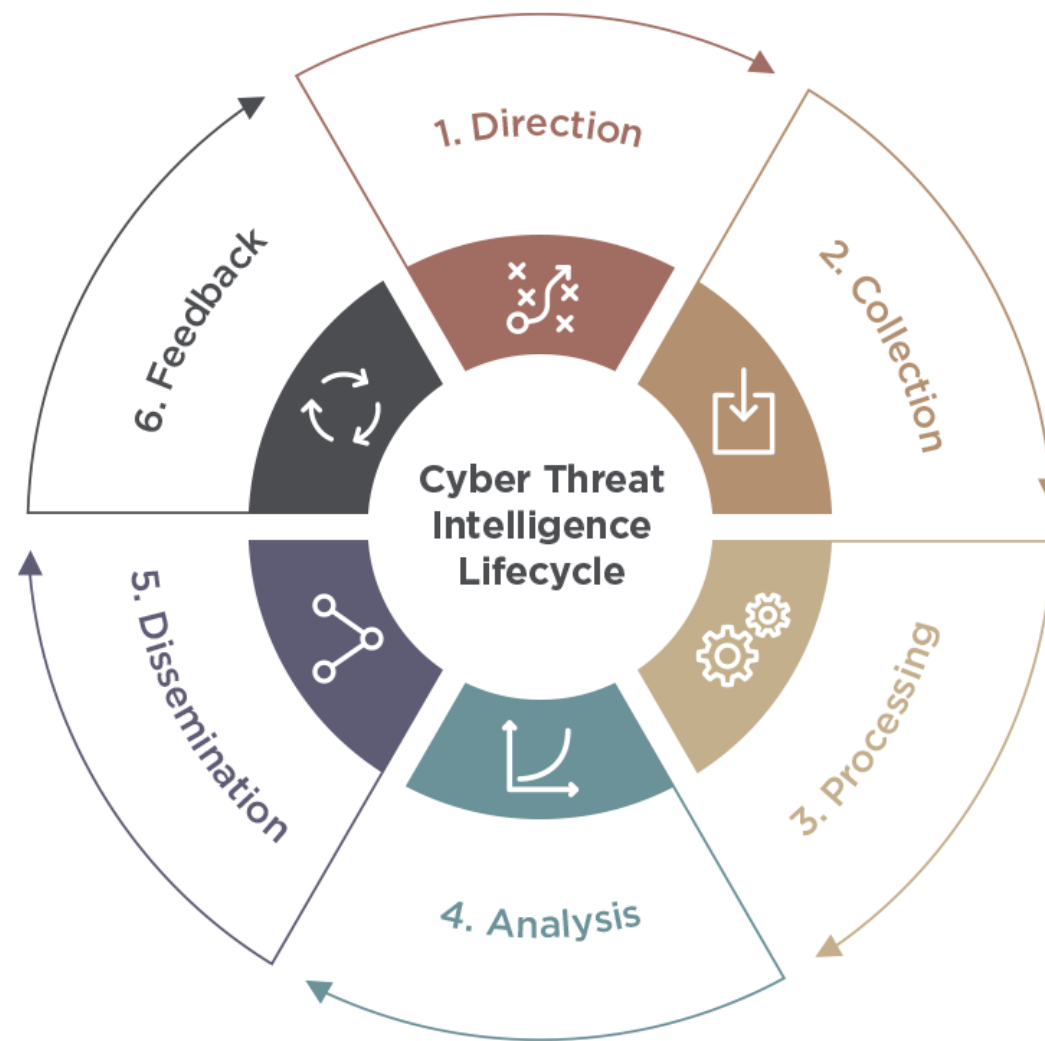 Cyber Threat
Intelligence
Lifecycle
1. Direction
2. Collection
3. Processing
4. Analysis
5. Dissemination
6. Feedback